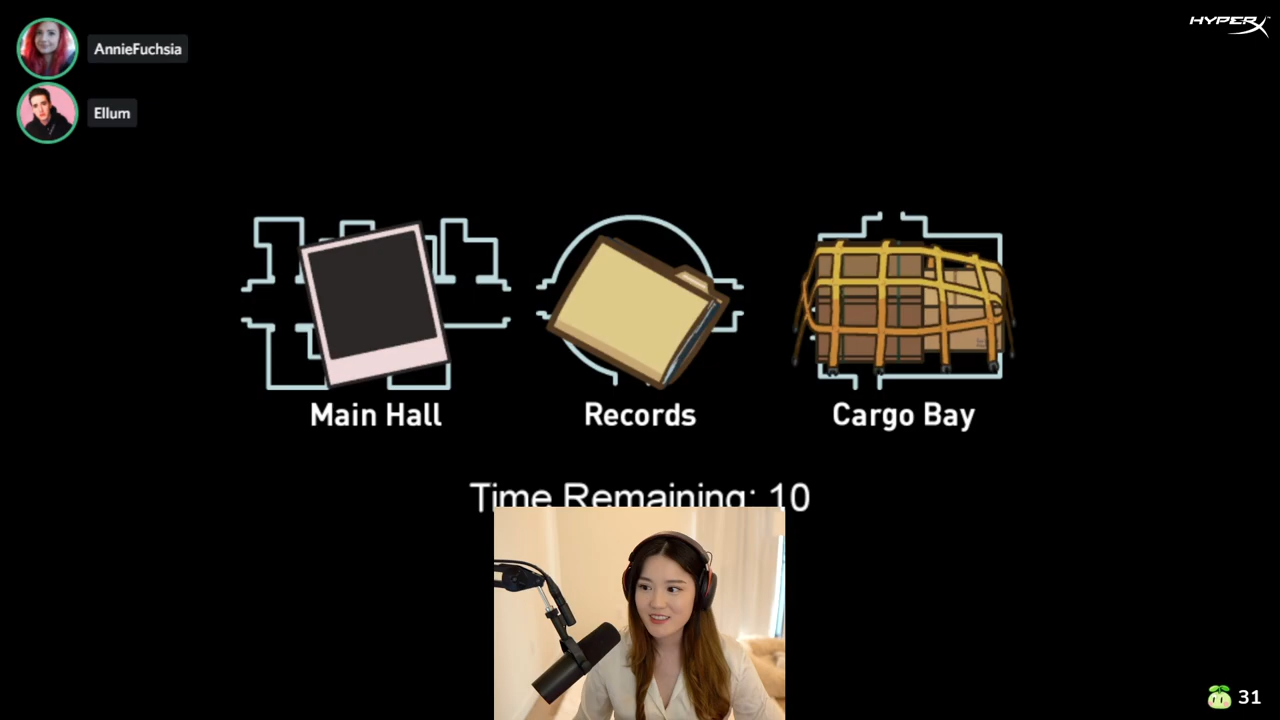 AnnieFuchsia
Ellum
HYPERX
Main Hall
Records
Cargo Bay
Time Remaining: 10
31